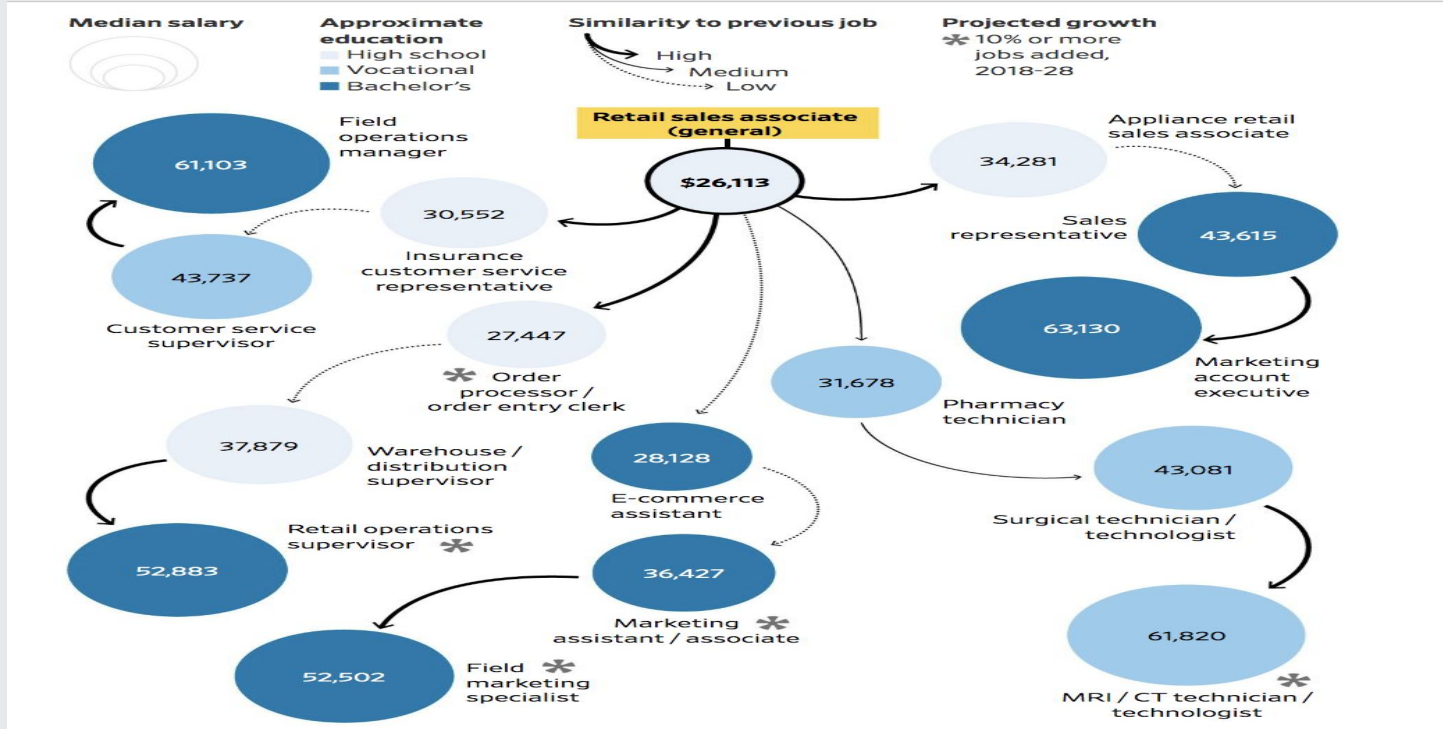 Median salary
Approximate
education
High school
Vocational
Bachelor's
Similarity to previous job
High
Medium
Low
Projected growth
10% or more
jobs added,
2018-28
Retail sales associate
(general)
$26,113
Field
operations
manager
61,103
30,552
Insurance
customer service
representative
43,737
Customer service
supervisor
27,447
Order
processor /
order entry clerk
37,879
Warehouse /
distribution
supervisor
Retail operations
supervisor
52,883
28,128
E-commerce
assistant
36,427
Marketing
assistant / associate
52,502
Field
marketing
specialist
Appliance retail
sales associate
34,281
Sales
representative
43,615
63,130
Marketing
account
executive
31,678
Pharmacy
technician
43,081
Surgical technician /
technologist
61,820
MRI / CT technician /
technologist